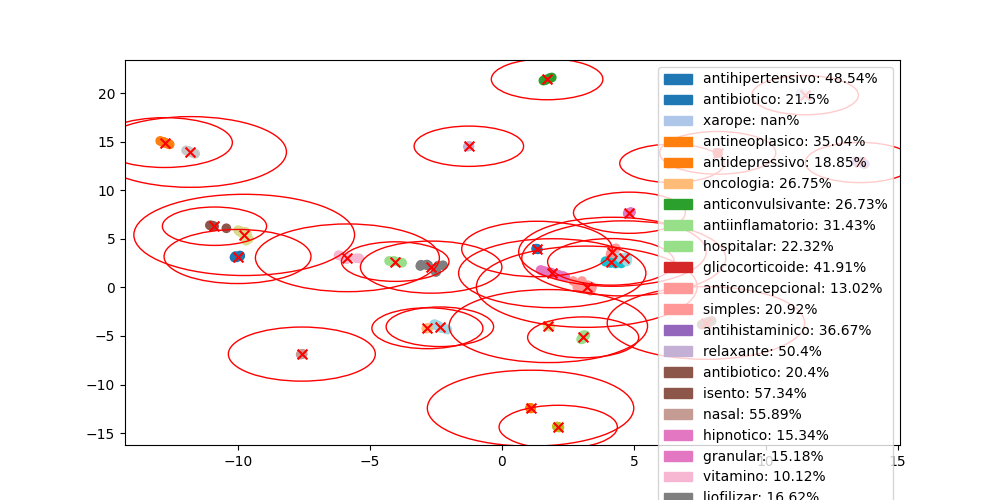 20
15
10
5
0
−5
−10
−15
−10
−5
0
5
10
15
antihipertensivo: 48.54%
antibiotico: 21.5%
xarope: nan%
antineoplasico: 35.04%
antidepressivo: 18.85%
oncologia: 26.75%
anticonvulsivante: 26.73%
antiinflamatorio: 31.43%
hospitalar: 22.32%
glicocorticoide: 41.91%
anticoncepcional: 13.02%
simples: 20.92%
antihistaminico: 36.67%
relaxante: 50.4%
antibiotico: 20.4%
isento: 57.34%
nasal: 55.89%
hipnotico: 15.34%
granular: 15.18%
vitamino: 10.12%
liofilizar: 16.62%